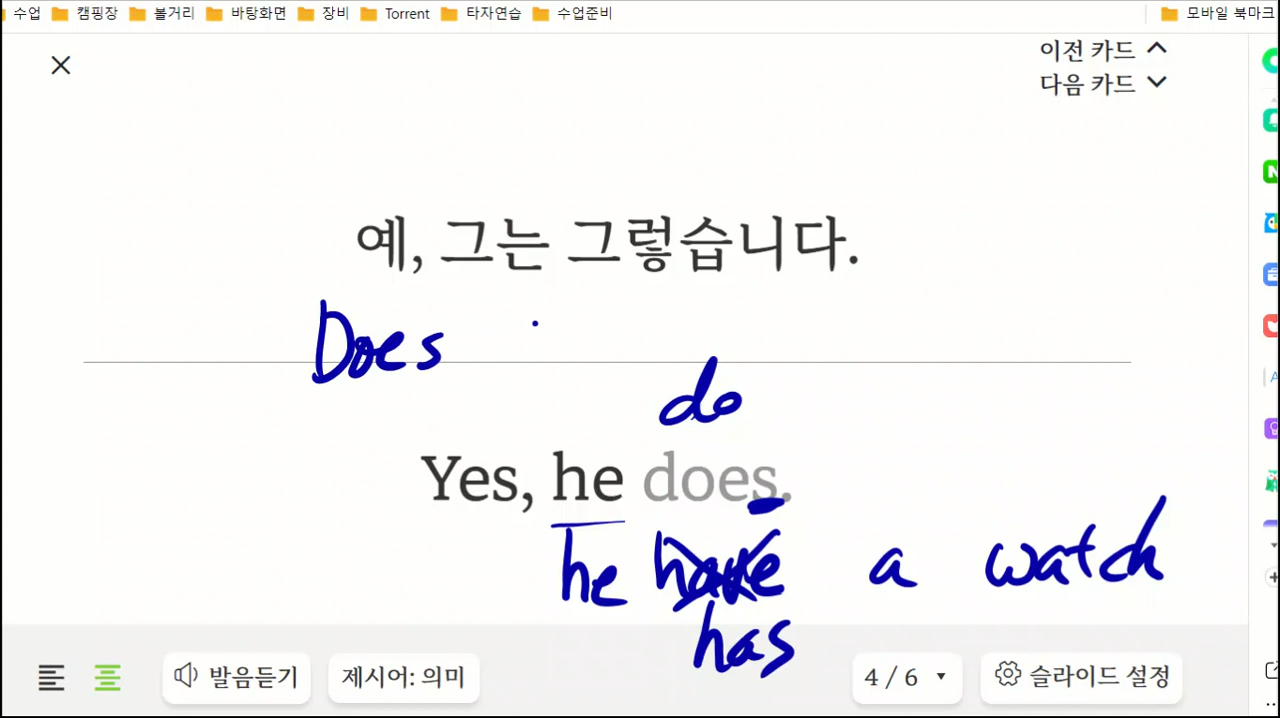 수업 캠핑장 볼거리 바탕화면 장비 Torrent 타자연습 수업준비 모바일 북마크
이전 카드
다음 카드
예, 그는 그렇습니다.
Does
do
Yes, he does.
he have a watch
has
발음듣기 제시어: 의미 4 / 6 슬라이드 설정